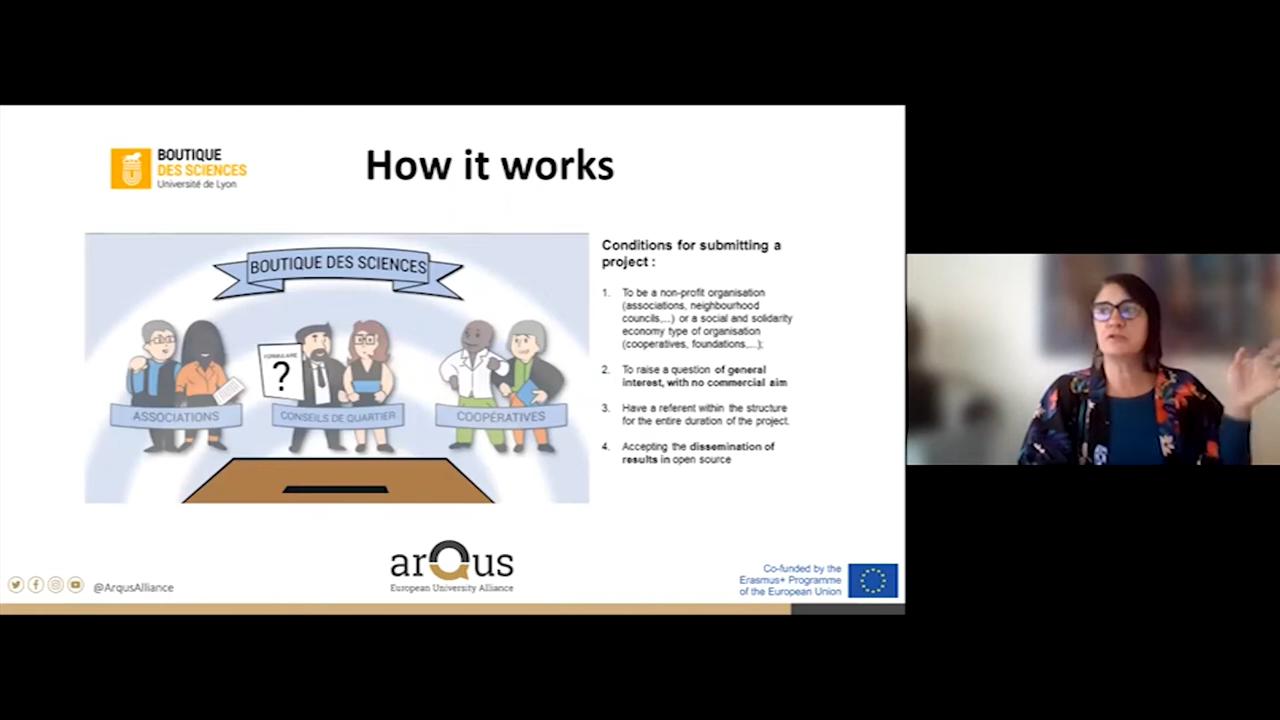 BOUTIQUE
DES SCIENCES
Université de Lyon
How it works
BOUTIQUE DES SCIENCES
FORMULAIRE
?
ASSOCIATIONS
CONSEILS DE QUARTIER
COOPÉRATIVES
Conditions for submitting a
project :
1. To be a non-profit organisation
(associations, neighbourhood
councils,...) or a social and solidarity
economy type of organisation
(cooperatives, foundations,...);
2. To raise a question of general
interest, with no commercial aim
3. Have a referent within the structure
for the entire duration of the project.
4. Accepting the dissemination of
results in open source
arQus
European University Alliance
@ArqusAlliance
Co-funded by the
Erasmus+ Programme
of the European Union